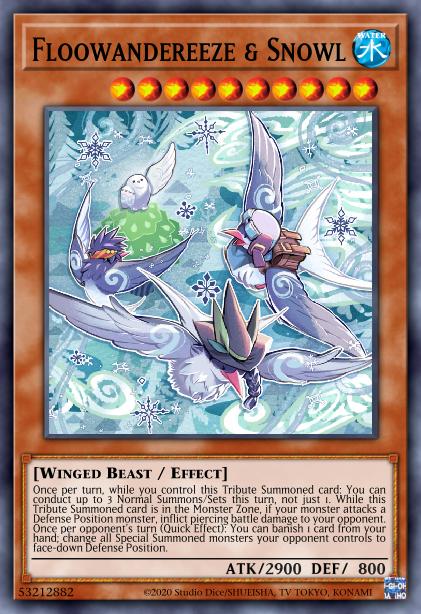 Floowandereeze & Snowl
WATER
水
[Winged Beast / Effect]
Once per turn, while you control this Tribute Summoned card: You can
conduct up to 3 Normal Summons/Sets this turn, not just 1. While this
Tribute Summoned card is in the Monster Zone, if your monster attacks a
Defense Position monster, inflict piercing battle damage to your opponent.
Once per opponent's turn (Quick Effect): You can banish 1 card from your
hand; change all Special Summoned monsters your opponent controls to
face-down Defense Position.
ATK/2900 DEF/ 800
53212882
©2020 Studio Dice/SHUEISHA, TV TOKYO, KONAMI